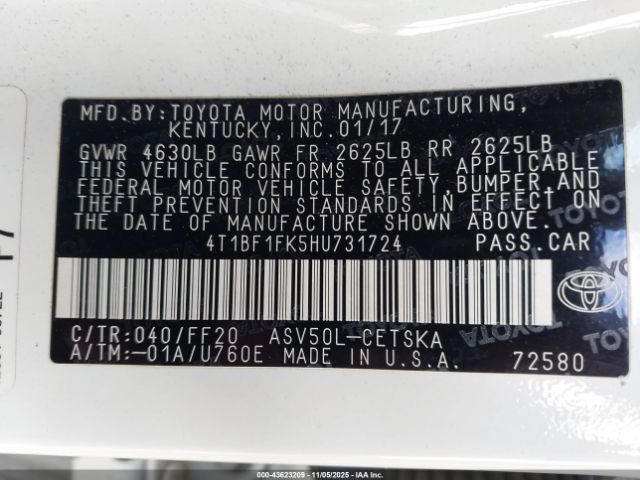 MFD.BY:TOYOTA MOTOR MANUFACTURING,
KENTUCKY,INC.01/17
GVWR 4630LB GAWR FR 2625LB RR 2625LB
THIS VEHICLE CONFORMS TO ALL APPLICABLE
FEDERAL MOTOR VEHICLE SAFETY,BUMPER,AND
THEFT PREVENTION STANDARDS IN EFFECT ON
THE DATE OF MANUFACTURE SHOWN ABOVE.
4T1BF1FK5HU731724 PASS.CAR
C/TR:040/FF20 ASV50L-CETSKA
A/TM:-01A/U760E MADE IN U.S.A. 72580
000-43623209 - 11/05/2025 - IAAI.COM